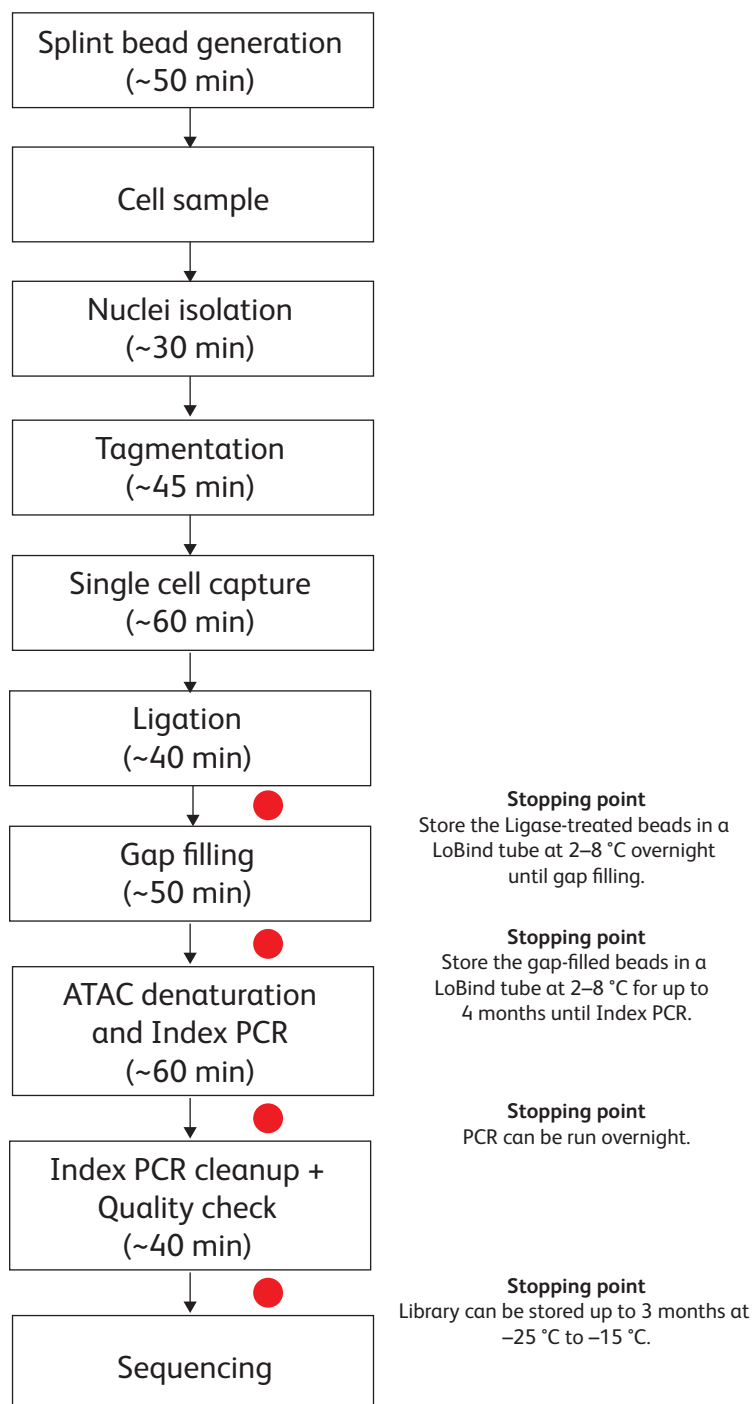 Splint bead generation
(~50 min)
Cell sample
Nuclei isolation
(~30 min)
Tagmentation
(~45 min)
Single cell capture
(~60 min)
Ligation
(~40 min)
Stopping point
Store the Ligase-treated beads in a
LoBind tube at 2–8 °C overnight
until gap filling.
Gap filling
(~50 min)
Stopping point
Store the gap-filled beads in a
LoBind tube at 2–8 °C for up to
4 months until Index PCR.
ATAC denaturation
and Index PCR
(~60 min)
Stopping point
PCR can be run overnight.
Index PCR cleanup +
Quality check
(~40 min)
Stopping point
Library can be stored up to 3 months at
–25 °C to –15 °C.
Sequencing